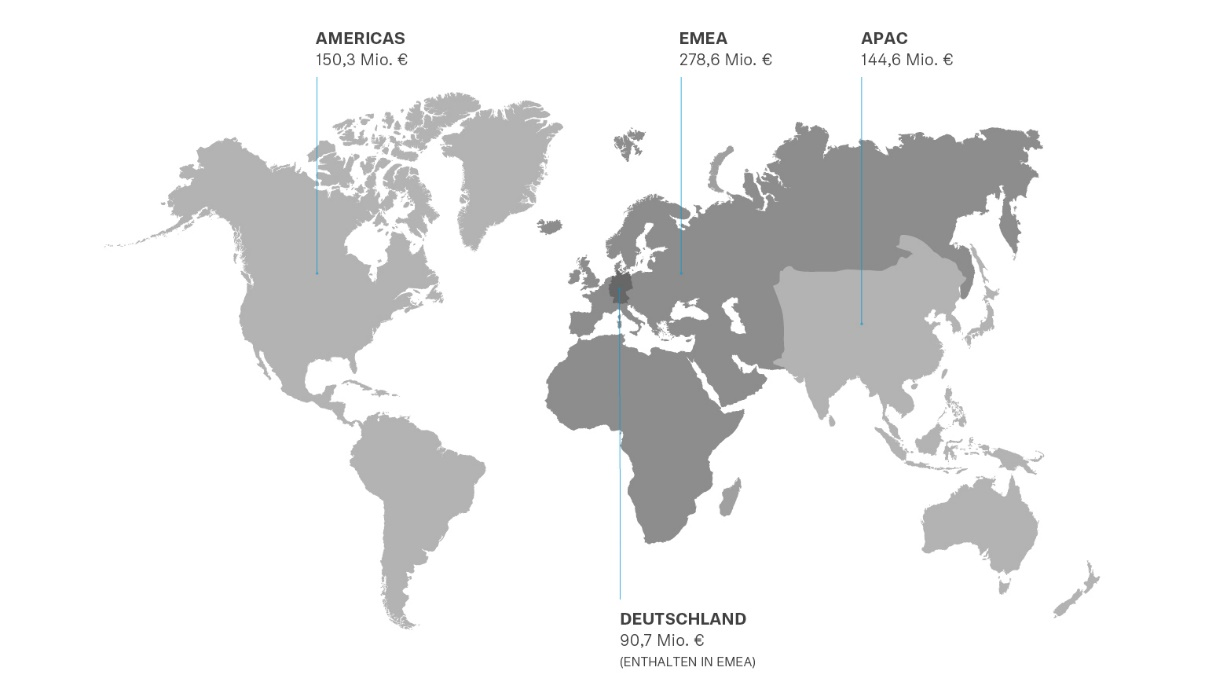 AMERICAS
150,3 Mio. €
EMEA
278,6 Mio. €
APAC
144,6 Mio. €
DEUTSCHLAND
90,7 Mio. €
(ENTHALTEN IN EMEA)